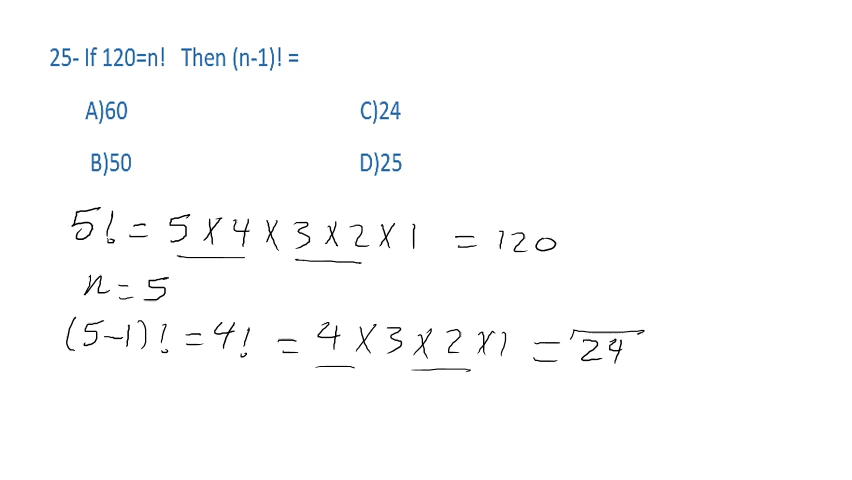 25- If 120=n!   Then (n-1)! =
A)60   C)24
B)50   D)25
5! = 5 × 4 × 3 × 2 × 1 = 120
n = 5
(5-1)! = 4! = 4 × 3 × 2 × 1 = 24